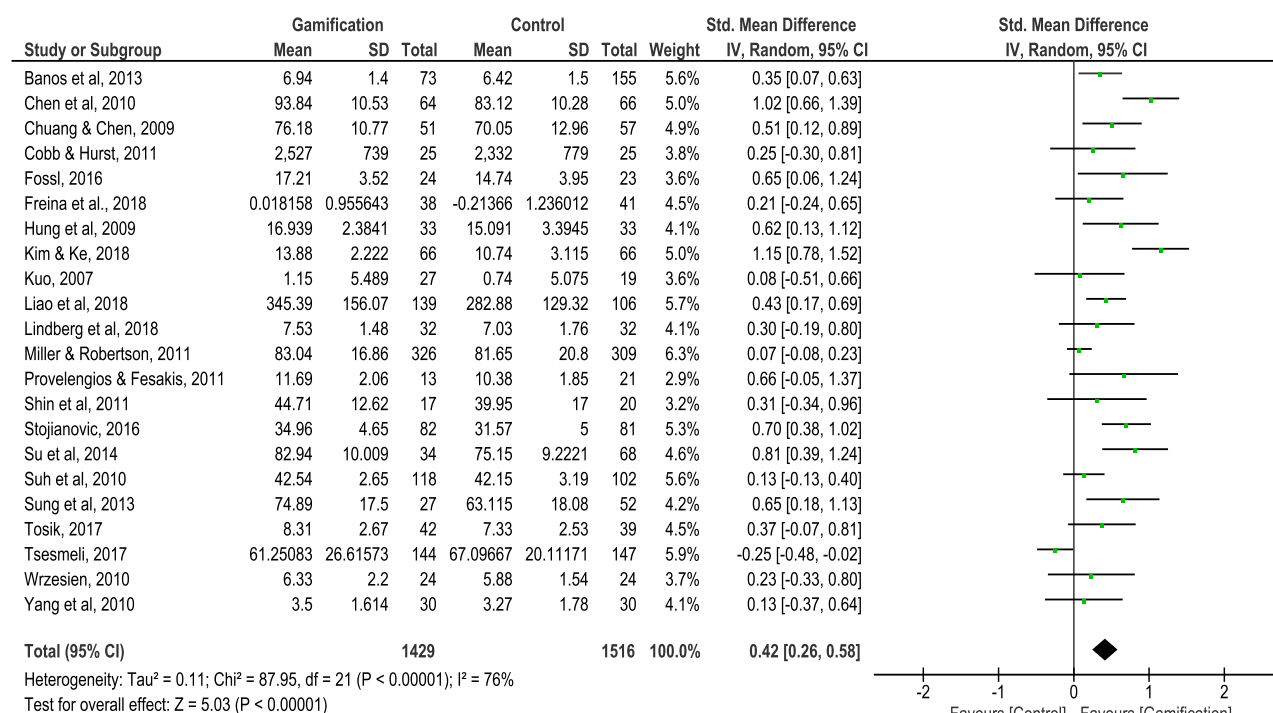 Gamification Control Std. Mean Difference Std. Mean Difference
Study or Subgroup Mean SD Total Mean SD Total Weight IV, Random, 95% CI IV, Random, 95% CI
Banos et al, 2013 6.94 1.4 73 6.42 1.5 155 5.6% 0.35 [0.07, 0.63]
Chen et al, 2010 93.84 10.53 64 83.12 10.28 66 5.0% 1.02 [0.66, 1.39]
Chuang & Chen, 2009 76.18 10.77 51 70.05 12.96 57 4.9% 0.51 [0.12, 0.89]
Cobb & Hurst, 2011 2,527 739 25 2,332 779 25 3.8% 0.25 [-0.30, 0.81]
Fossl, 2016 17.21 3.52 24 14.74 3.95 23 3.6% 0.65 [0.06, 1.24]
Freina et al., 2018 0.018158 0.955643 38 -0.21366 1.236012 41 4.4% 0.21 [-0.24, 0.65]
Hung et al, 2009 16.939 2.3841 33 15.091 3.3945 33 4.1% 0.62 [0.13, 1.12]
Kim & Ke, 2018 13.88 2.222 66 10.74 3.115 66 5.0% 1.15 [0.78, 1.52]
Kuo, 2007 1.15 5.489 27 0.74 5.075 19 3.6% 0.08 [-0.51, 0.66]
Liao et al, 2018 345.39 156.07 139 282.88 129.32 106 5.7% 0.43 [0.17, 0.69]
Lindberg et al, 2018 7.53 1.48 32 7.03 1.76 32 4.1% 0.30 [-0.19, 0.80]
Miller & Robertson, 2011 83.04 16.86 326 81.65 20.8 309 6.3% 0.07 [-0.08, 0.23]
Provelengios & Fesakis, 2011 11.69 2.06 13 10.38 1.85 21 2.9% 0.66 [-0.05, 1.37]
Shin et al, 2011 44.71 12.62 17 39.95 17 20 3.2% 0.31 [-0.34, 0.96]
Stojianovic, 2016 34.96 4.65 82 31.57 5 81 5.3% 0.70 [0.38, 1.02]
Su et al, 2014 82.94 10.009 34 75.15 9.2221 68 4.6% 0.81 [0.39, 1.24]
Suh et al, 2010 42.54 2.65 118 42.15 3.19 102 5.6% 0.13 [-0.13, 0.40]
Sung et al, 2013 74.89 17.5 27 63.115 18.08 52 4.2% 0.65 [0.18, 1.13]
Tosik, 2017 8.31 2.67 42 7.33 2.53 39 4.5% 0.37 [-0.07, 0.81]
Tsesmeli, 2017 61.25083 26.61573 144 67.09667 20.11171 147 5.9% -0.25 [-0.48, -0.02]
Wrzesien, 2010 6.33 2.2 24 5.88 1.54 24 3.7% 0.23 [-0.33, 0.80]
Yang et al, 2010 3.5 1.614 30 3.27 1.78 30 4.1% 0.13 [-0.37, 0.64]
Total (95% CI) 1429 1516 100.0% 0.42 [0.26, 0.58]
Heterogeneity: Tau² = 0.11; Chi² = 87.95, df = 21 (P < 0.00001); I² = 76%
-2 -1 0 1 2
Test for overall effect: Z = 5.03 (P < 0.00001)
Favours [Control] Favours [Gamification]